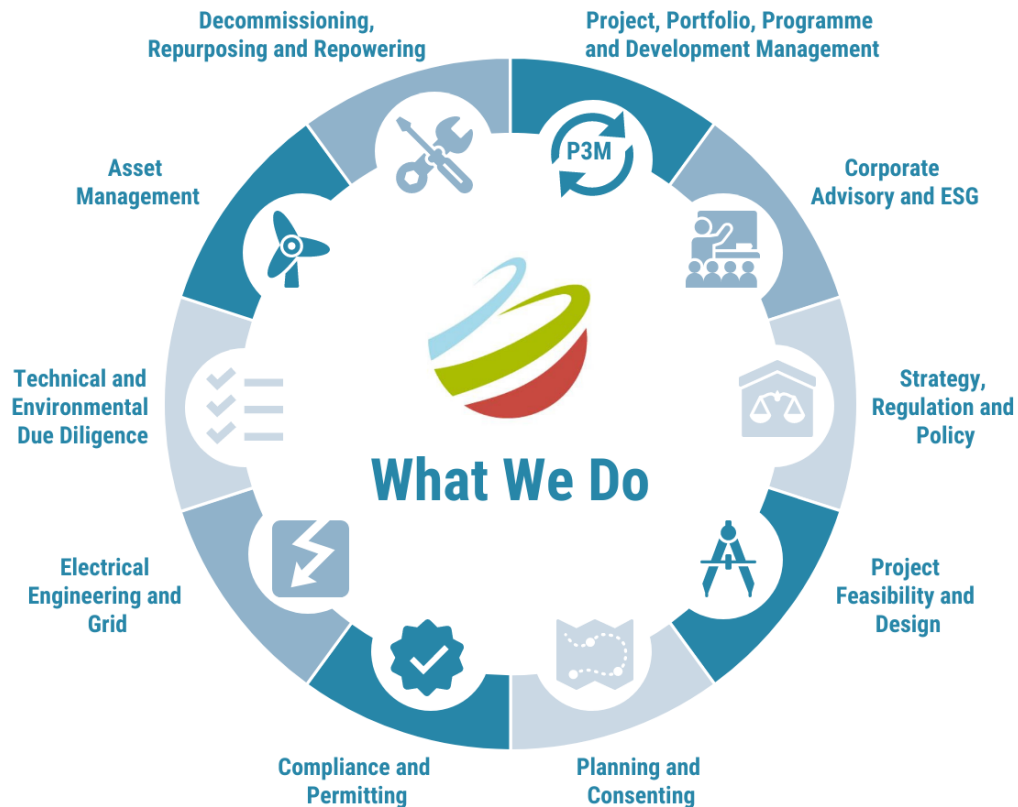 Decommissioning,
Repurposing and Repowering
Project, Portfolio, Programme
and Development Management
P3M
Asset
Management
Corporate
Advisory and ESG
Technical and
Environmental
Due Diligence
Strategy,
Regulation and
Policy
What We Do
Electrical
Engineering and
Grid
Project
Feasibility and
Design
Compliance and
Permitting
Planning and
Consenting